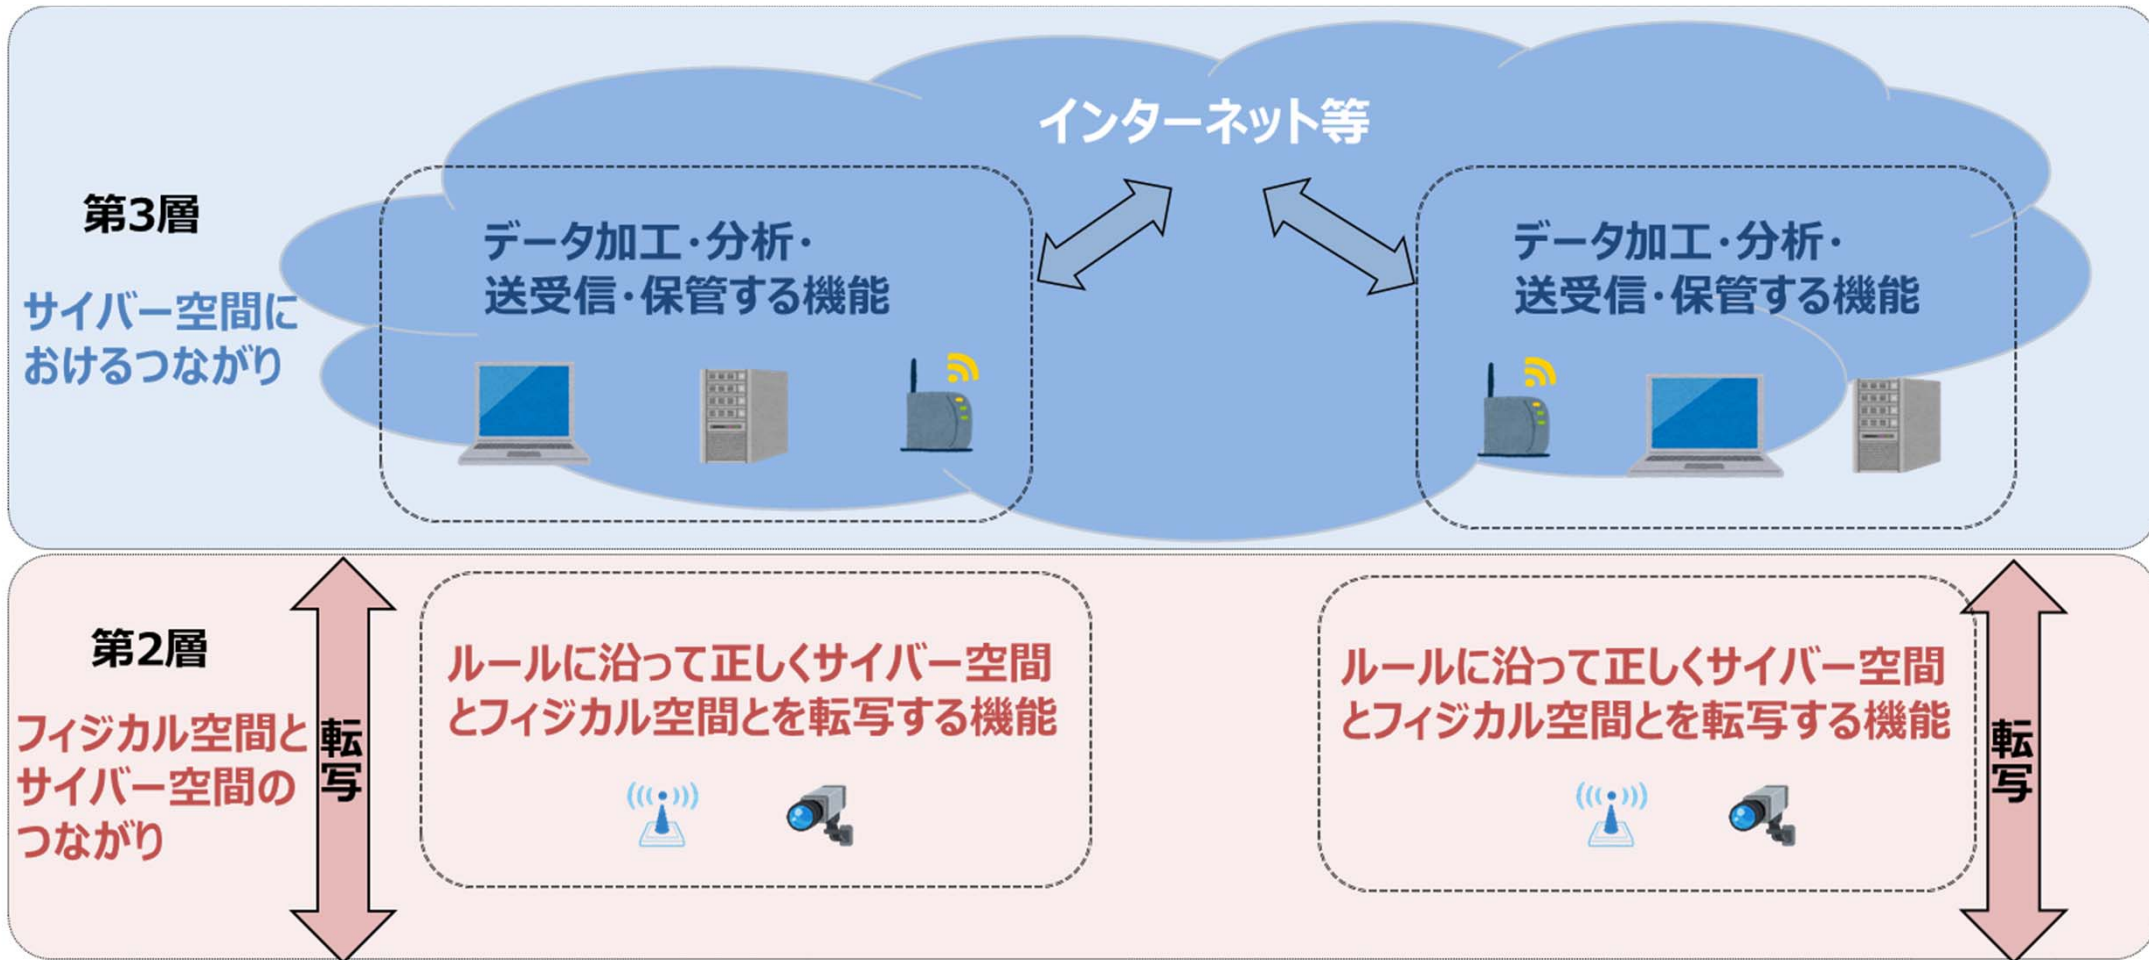 インターネット等
第3層
サイバー空間に
おけるつながり
データ加工・分析・
送受信・保管する機能
データ加工・分析・
送受信・保管する機能
第2層
フィジカル空間と
サイバー空間の
つながり
転写
ルールに沿って正しくサイバー空間
とフィジカル空間とを転写する機能
ルールに沿って正しくサイバー空間
とフィジカル空間とを転写する機能
転写